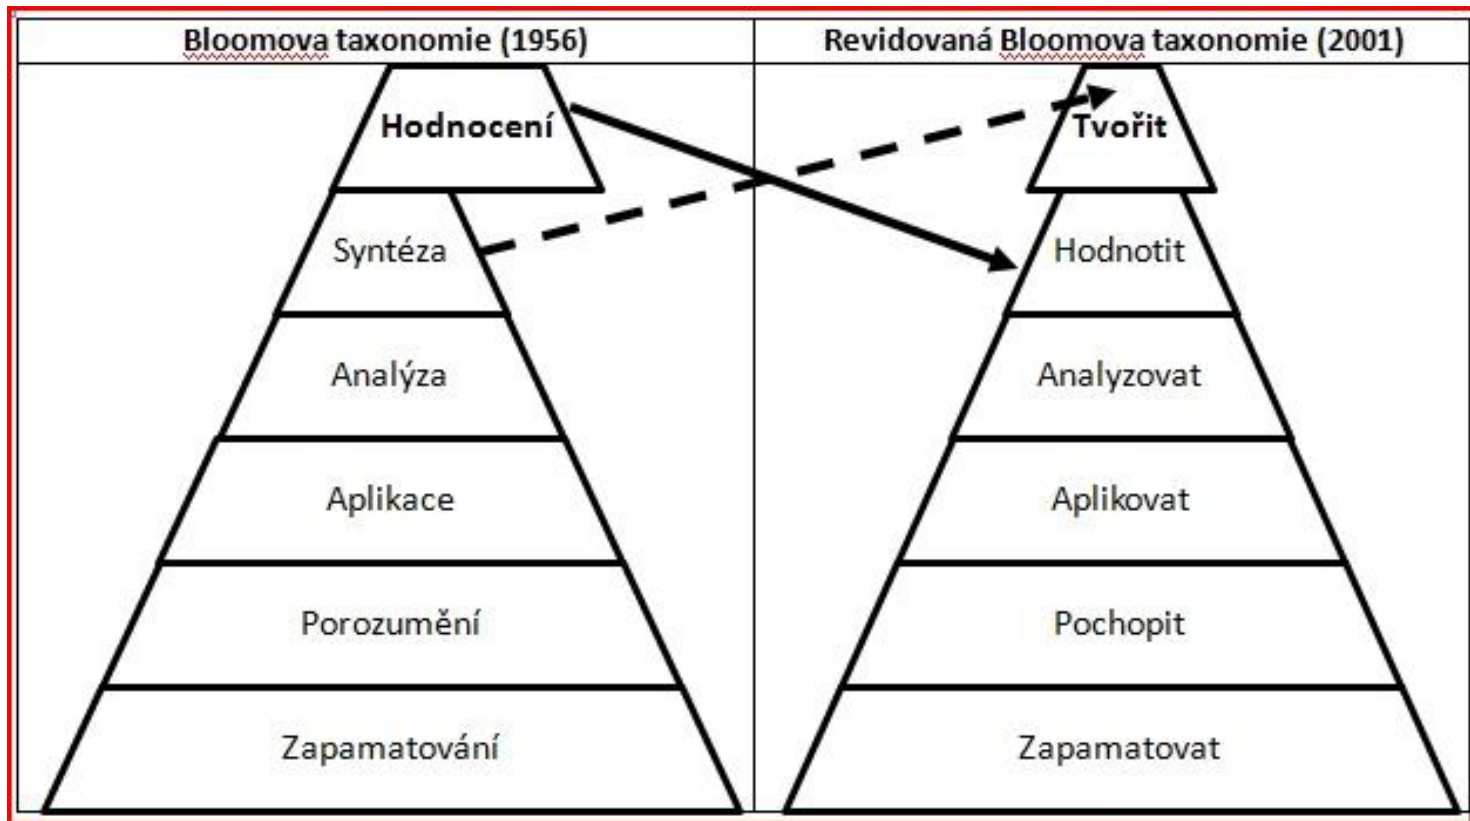 Bloomova taxonomie (1956)
Revidovaná Bloomova taxonomie (2001)
Hodnocení
Syntéza
Analýza
Aplikace
Porozumění
Zapamatování
Tvořit
Hodnotit
Analyzovat
Aplikovat
Pochopit
Zapamatovat